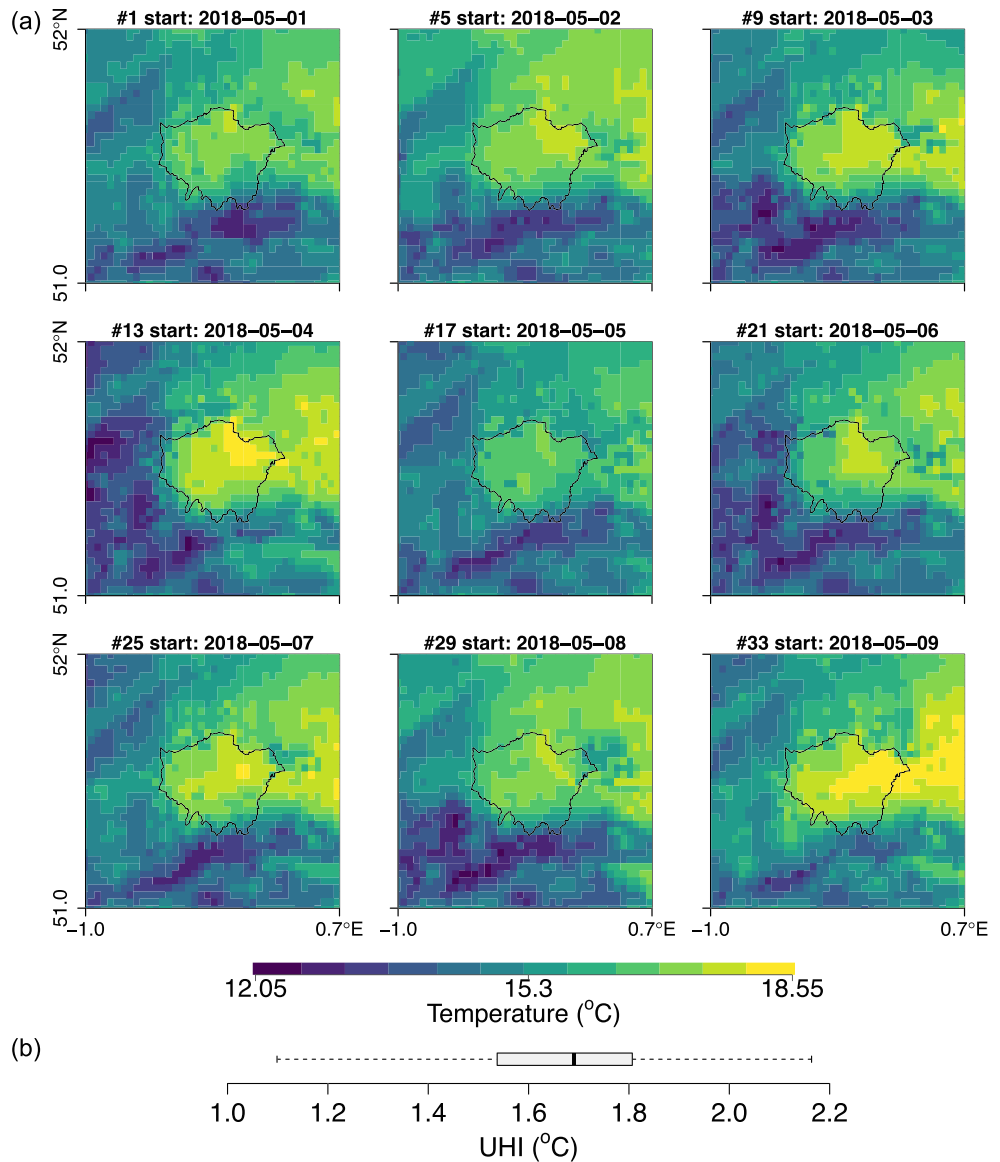 (a)
#1 start: 2018−05−01 #5 start: 2018−05−02 #9 start: 2018−05−03
52°N
51.0
#13 start: 2018−05−04 #17 start: 2018−05−05 #21 start: 2018−05−06
52°N
51.0
#25 start: 2018−05−07 #29 start: 2018−05−08 #33 start: 2018−05−09
52°N
51.0
−1.0 0.7°E −1.0 0.7°E −1.0 0.7°E
12.05 15.3 18.55
Temperature (°C)
(b)
1.0 1.2 1.4 1.6 1.8 2.0 2.2
UHI (°C)